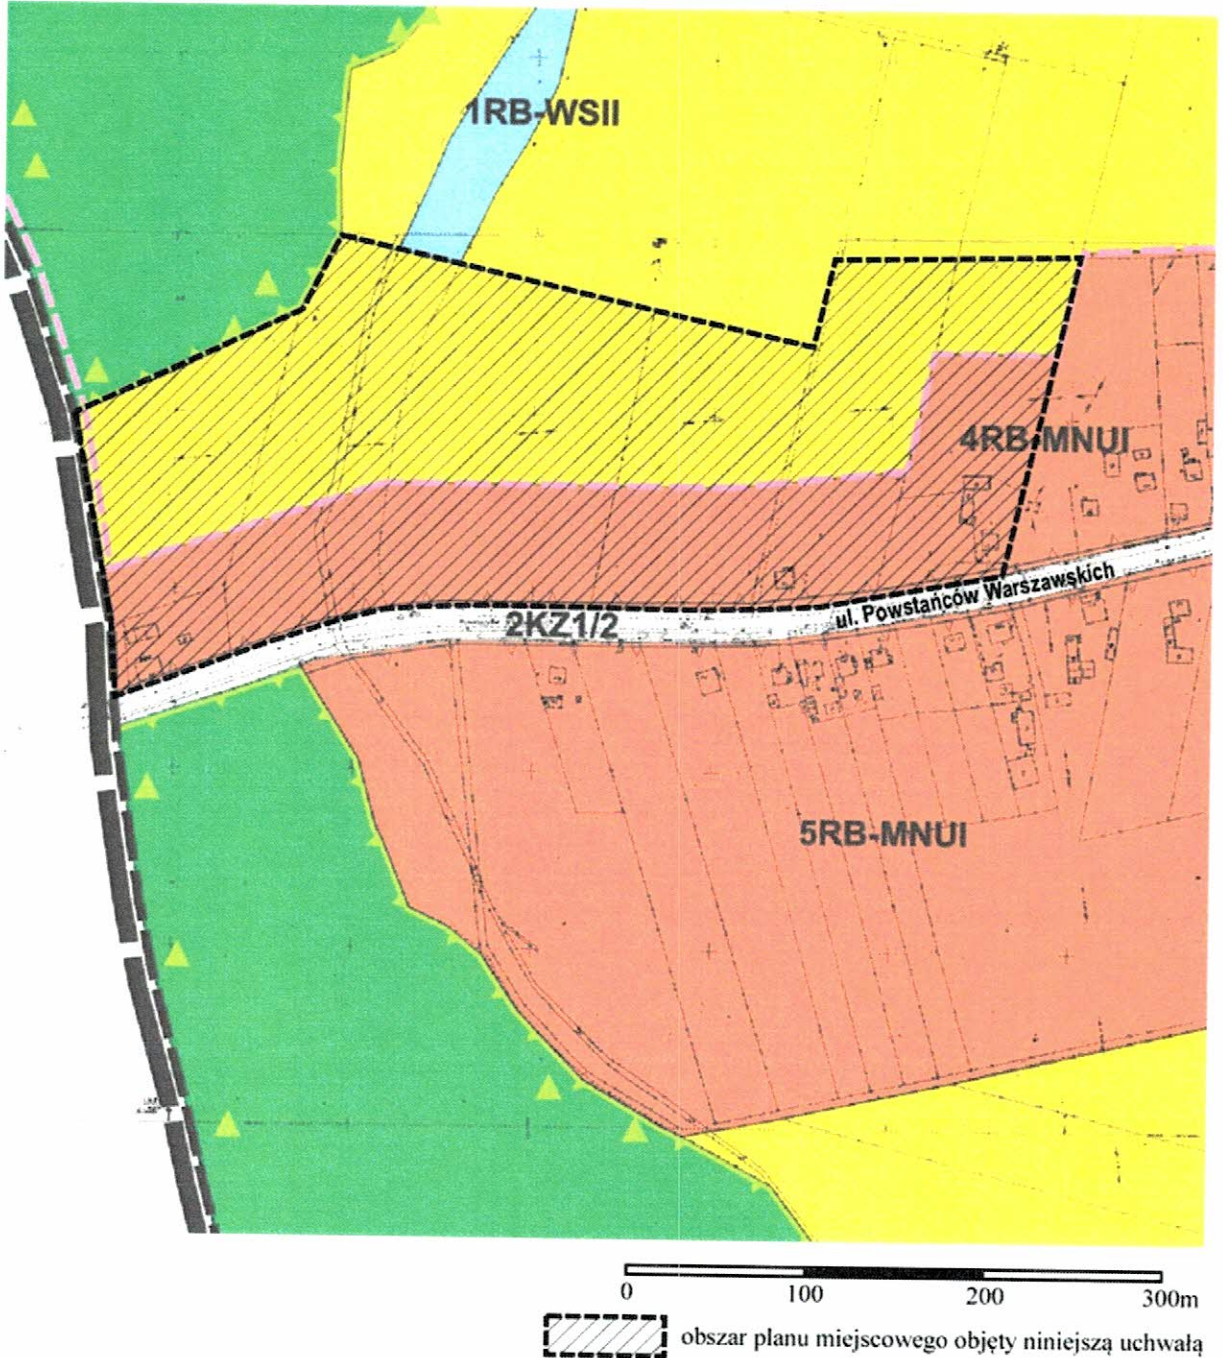 1RB-WSII
4RB-MNUI
ul. Powstańców Warszawskich
2KZ1/2
5RB-MNUI
0 100 200 300m
obszar planu miejscowego objęty niniejszą uchwałą